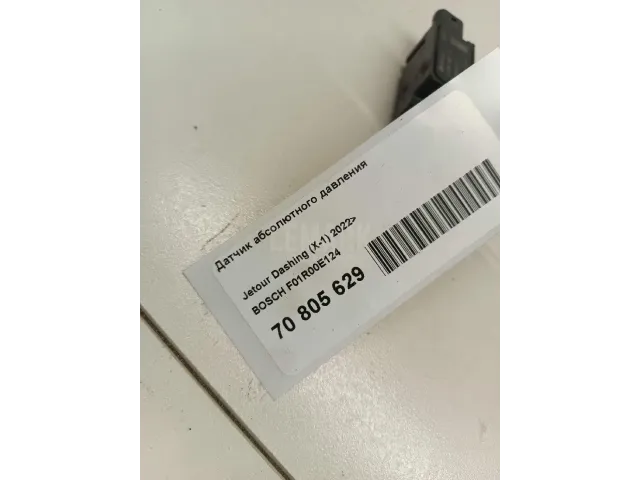 Датчик абсолютного давления
Jetour Dashing (X-1) 2022>
BOSCH F01R00E124
70 805 629